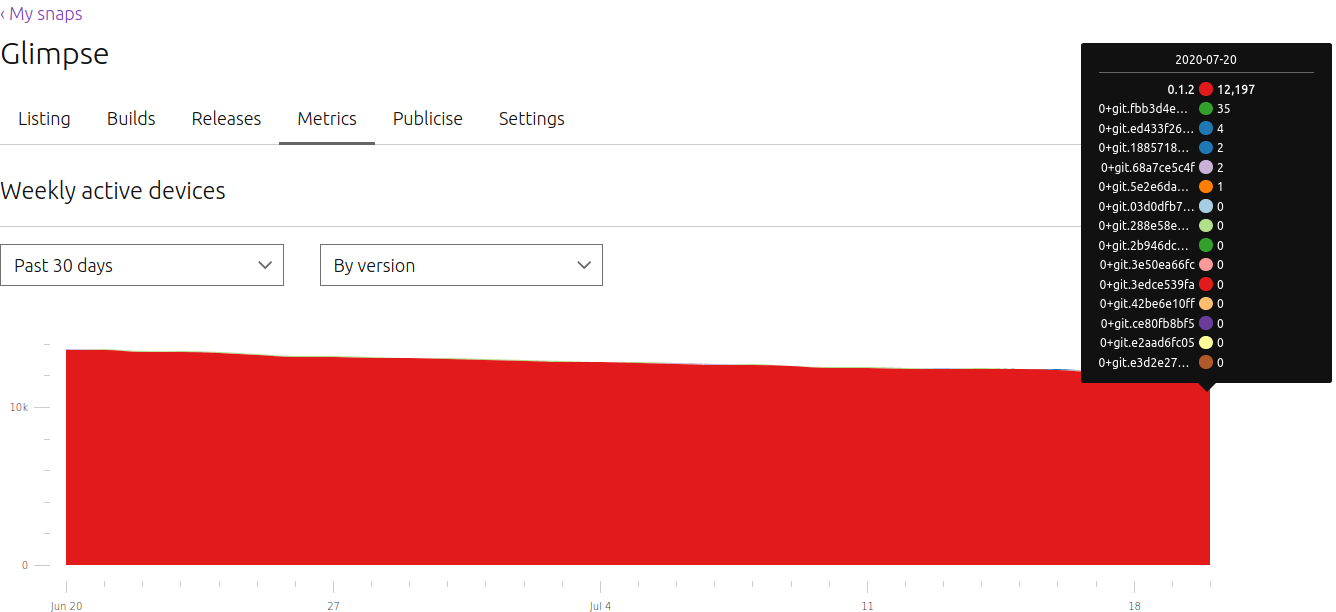 ‹ My snaps
Glimpse
Listing Builds Releases Metrics Publicise Settings
Weekly active devices
Past 30 days By version
2020-07-20
0.1.2 12,197
0+git.fbb3d4e... 35
0+git.ed433f26... 4
0+git.1885718... 2
0+git.68a7ce5c4f 2
0+git.5e2e6da... 1
0+git.03d0dfb7... 0
0+git.288e58e... 0
0+git.2b946dc... 0
0+git.3e50ea66fc 0
0+git.3edce539fa 0
0+git.42be6e10ff 0
0+git.ce80fb8bf5 0
0+git.e2aad6fc05 0
0+git.e3d2e27... 0
10k
0
Jun 20 27 Jul 4 11 18